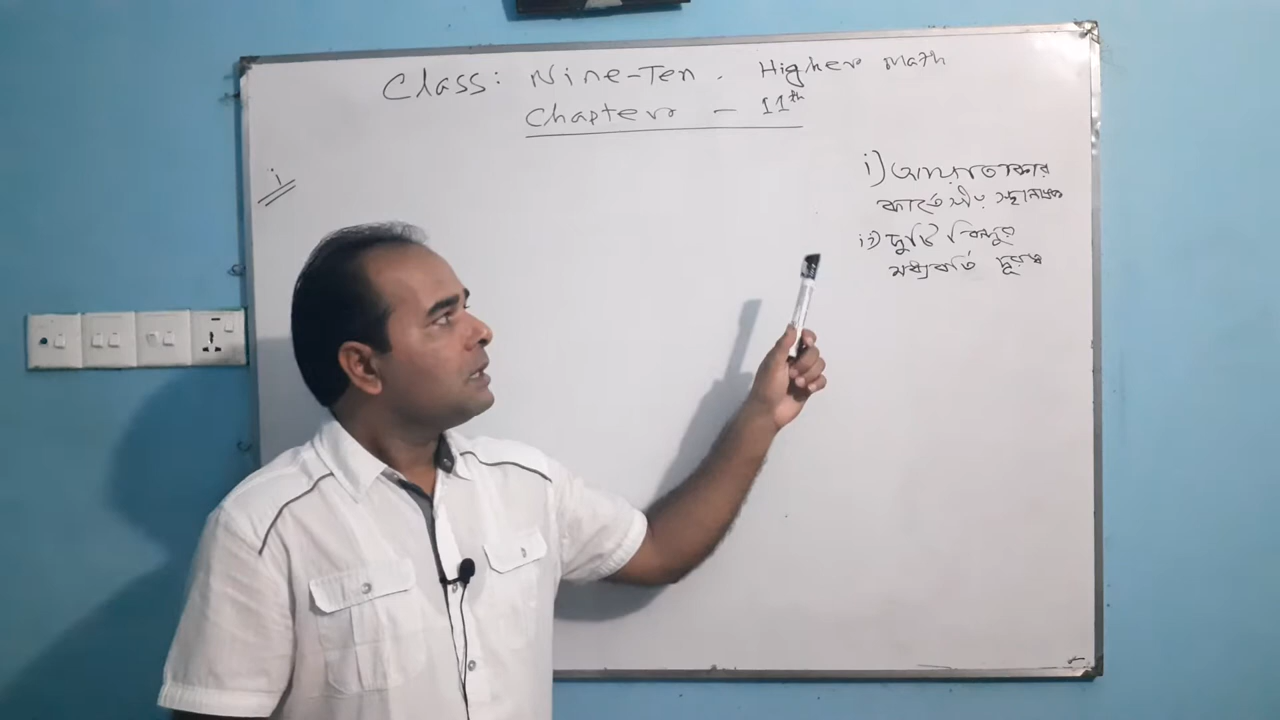 Class: Nine-Ten. Higher Math
Chapter - 11th
i
i) আয়তাকার
কার্তেসীয় স্থানাঙ্ক
ii) দুটি বিন্দুর
মধ্যবর্তি দূরত্ব